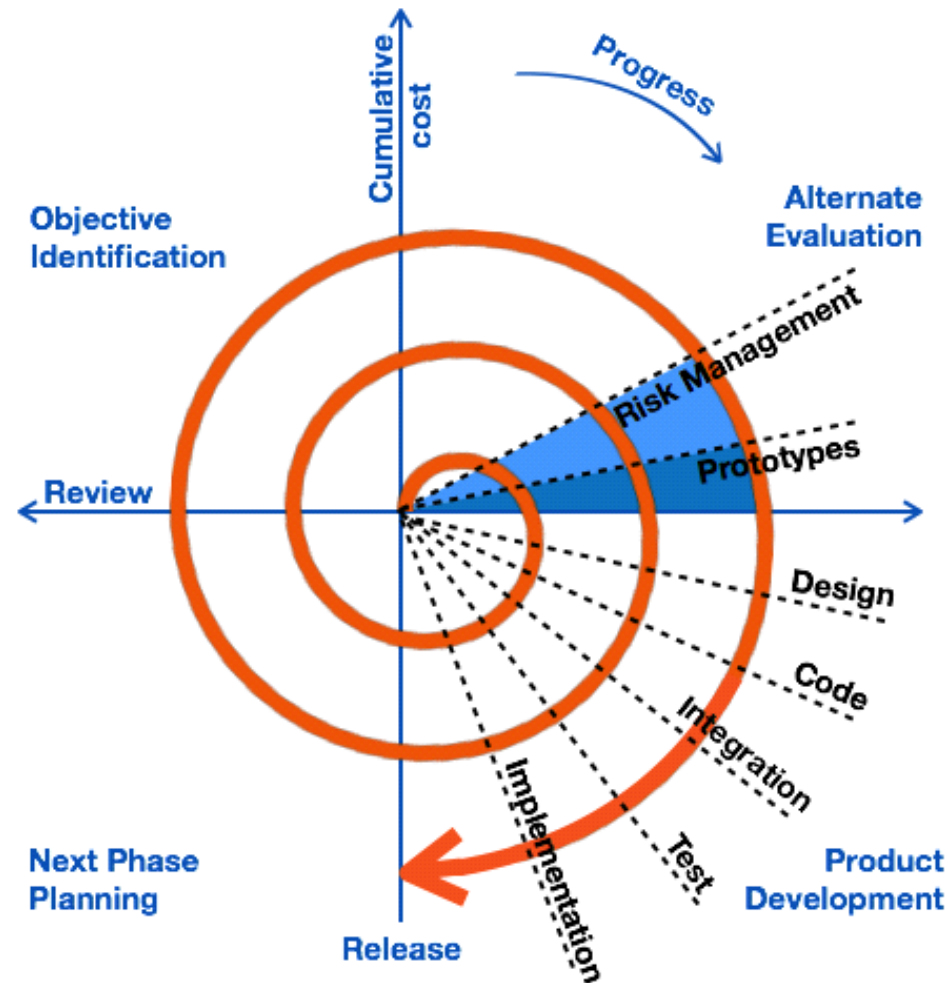 Cumulative
cost
Progress
Objective
Identification
Alternate
Evaluation
Risk Management
Prototypes
Review
Design
Code
Integration
Test
Implementation
Next Phase
Planning
Product
Development
Release